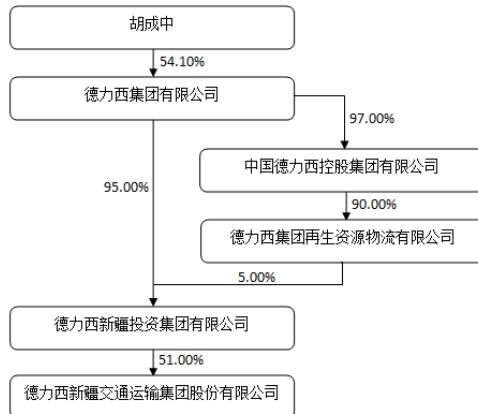 胡成中
54.10%
德力西集团有限公司
97.00%
中国德力西控股集团有限公司
95.00%
90.00%
德力西集团再生资源物流有限公司
5.00%
德力西新疆投资集团有限公司
51.00%
德力西新疆交通运输集团股份有限公司